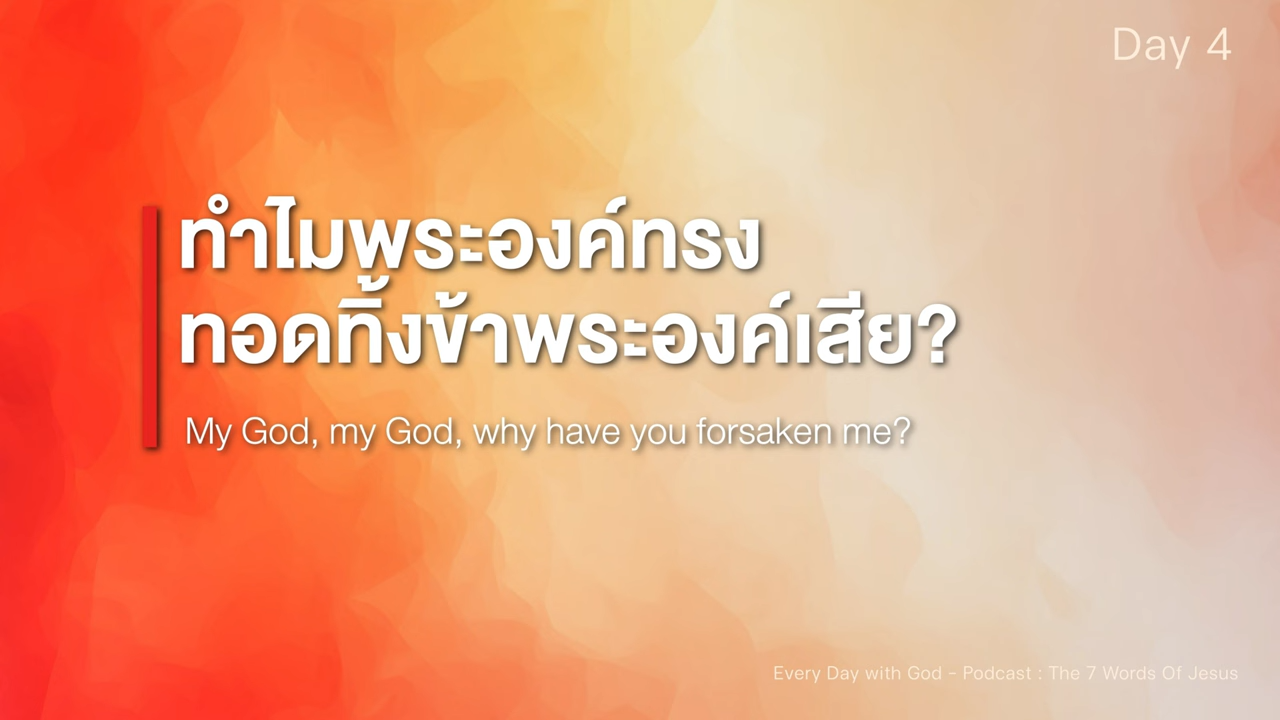 Day 4
ทำไมพระองค์ทรง
ทอดทิ้งข้าพระองค์เสีย?
My God, my God, why have you forsaken me?
Every Day with God - Podcast : The 7 Words Of Jesus